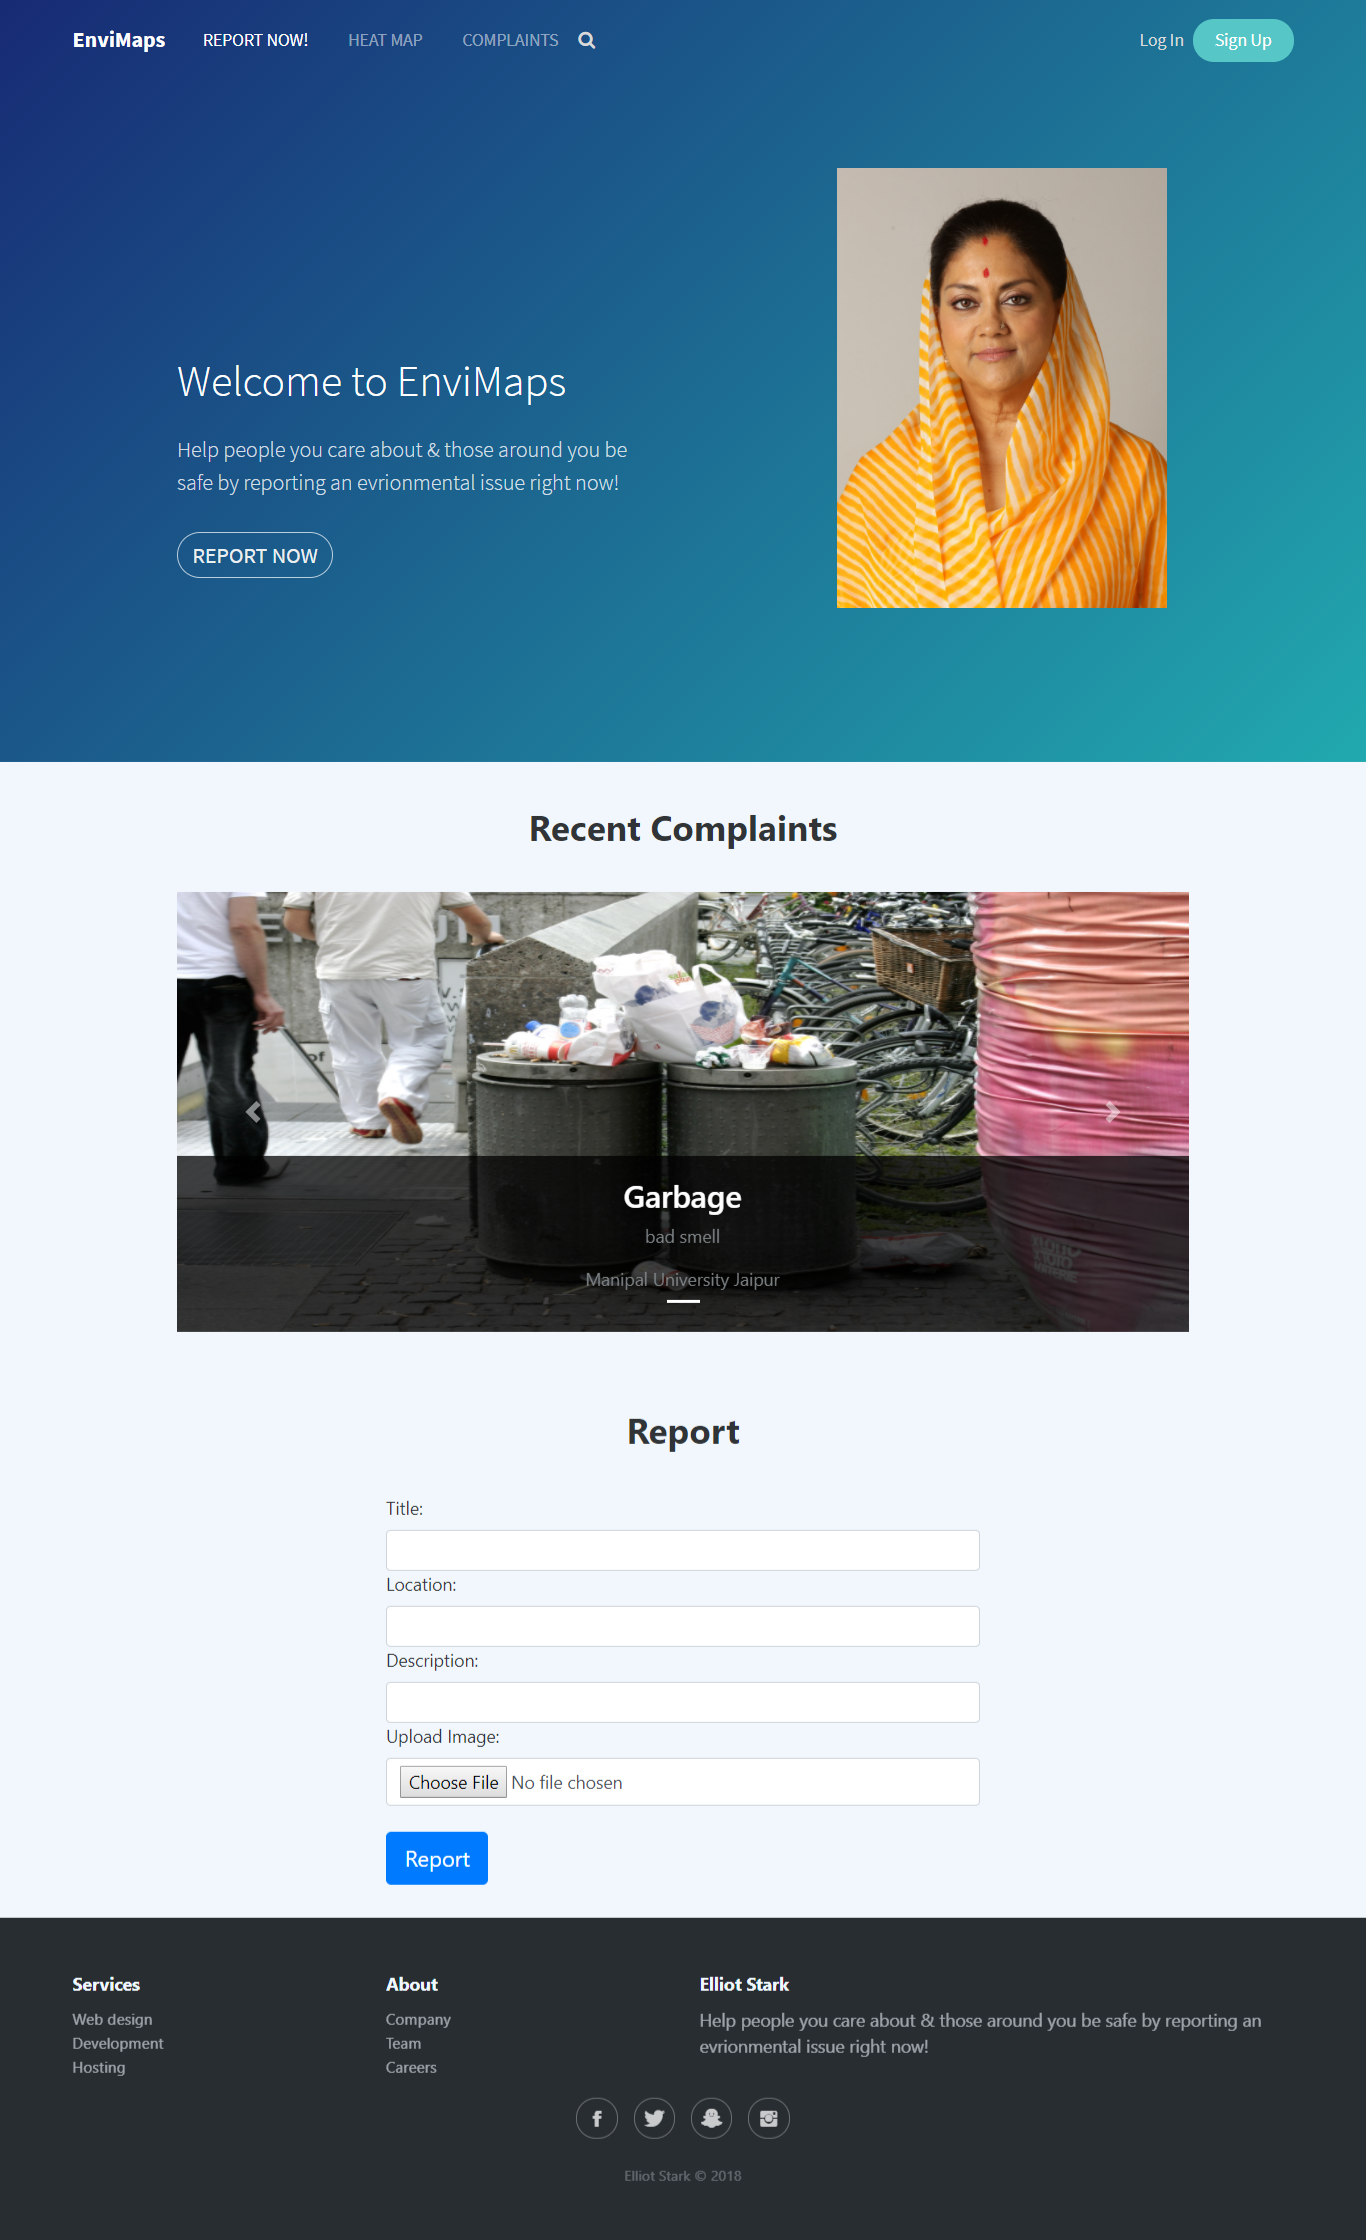 EnviMaps
REPORT NOW!
HEAT MAP
COMPLAINTS
Log In
Sign Up
Welcome to EnviMaps
Help people you care about & those around you be
safe by reporting an evrionmental issue right now!
REPORT NOW
Recent Complaints
Garbage
bad smell
Manipal University Jaipur
Report
Title:
Location:
Description:
Upload Image:
Choose File No file chosen
Report
Services
Web design
Development
Hosting
About
Company
Team
Careers
Elliot Stark
Help people you care about & those around you be safe by reporting an
evrionmental issue right now!
Elliot Stark © 2018